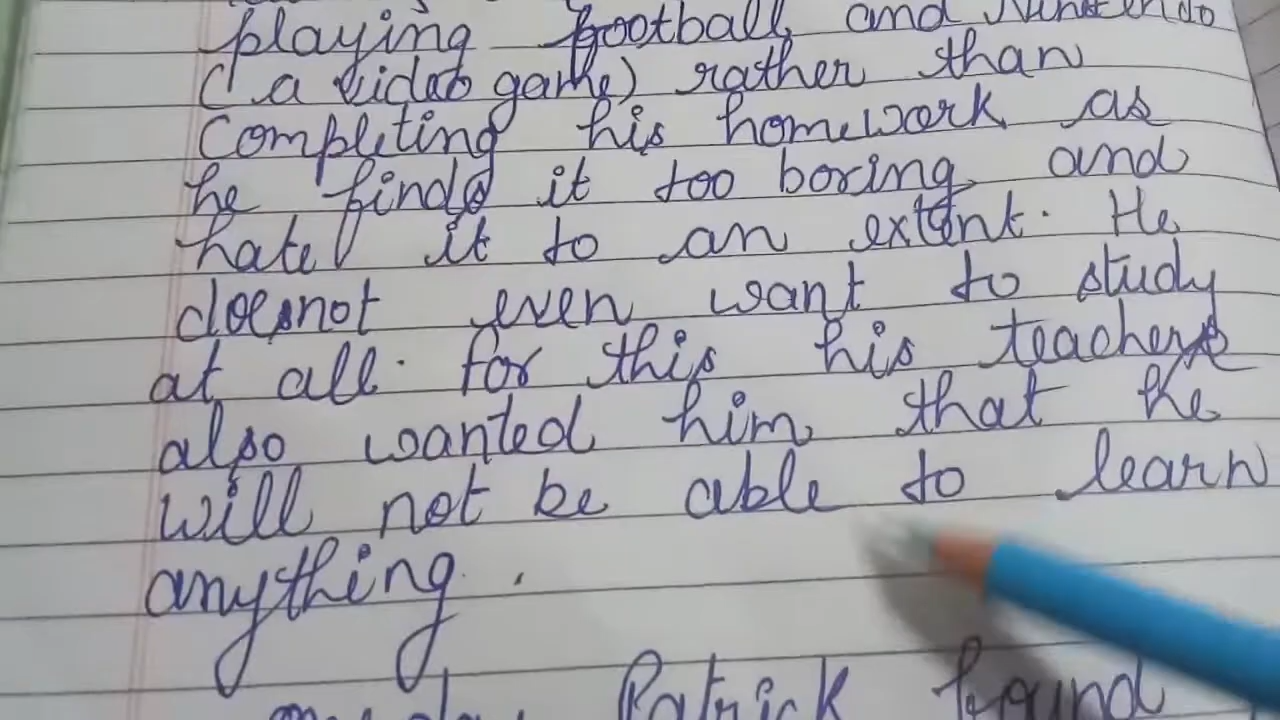 playing football and Nintendo
( a video game) rather than
Completing his homework as
he finds it too boring and
hate it to an extent. He
doesnot even want to study
at all. for this his teachers
also wanted him that he
will not be able to learn
anything.
Patrick found